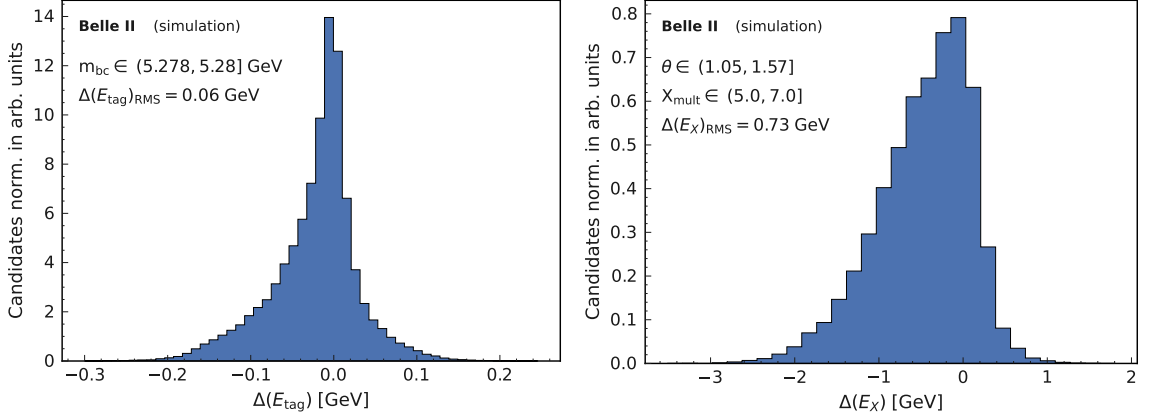 Belle II (simulation)
m_bc ∈ (5.278, 5.28] GeV
Δ(E_tag)_RMS = 0.06 GeV
Candidates norm. in arb. units
14
12
10
8
6
4
2
0
−0.3 −0.2 −0.1 0.0 0.1 0.2
Δ(E_tag) [GeV]
Belle II (simulation)
θ ∈ (1.05, 1.57]
X_mult ∈ (5.0, 7.0]
Δ(E_X)_RMS = 0.73 GeV
Candidates norm. in arb. units
0.8
0.7
0.6
0.5
0.4
0.3
0.2
0.1
0.0
−3 −2 −1 0 1 2
Δ(E_X) [GeV]